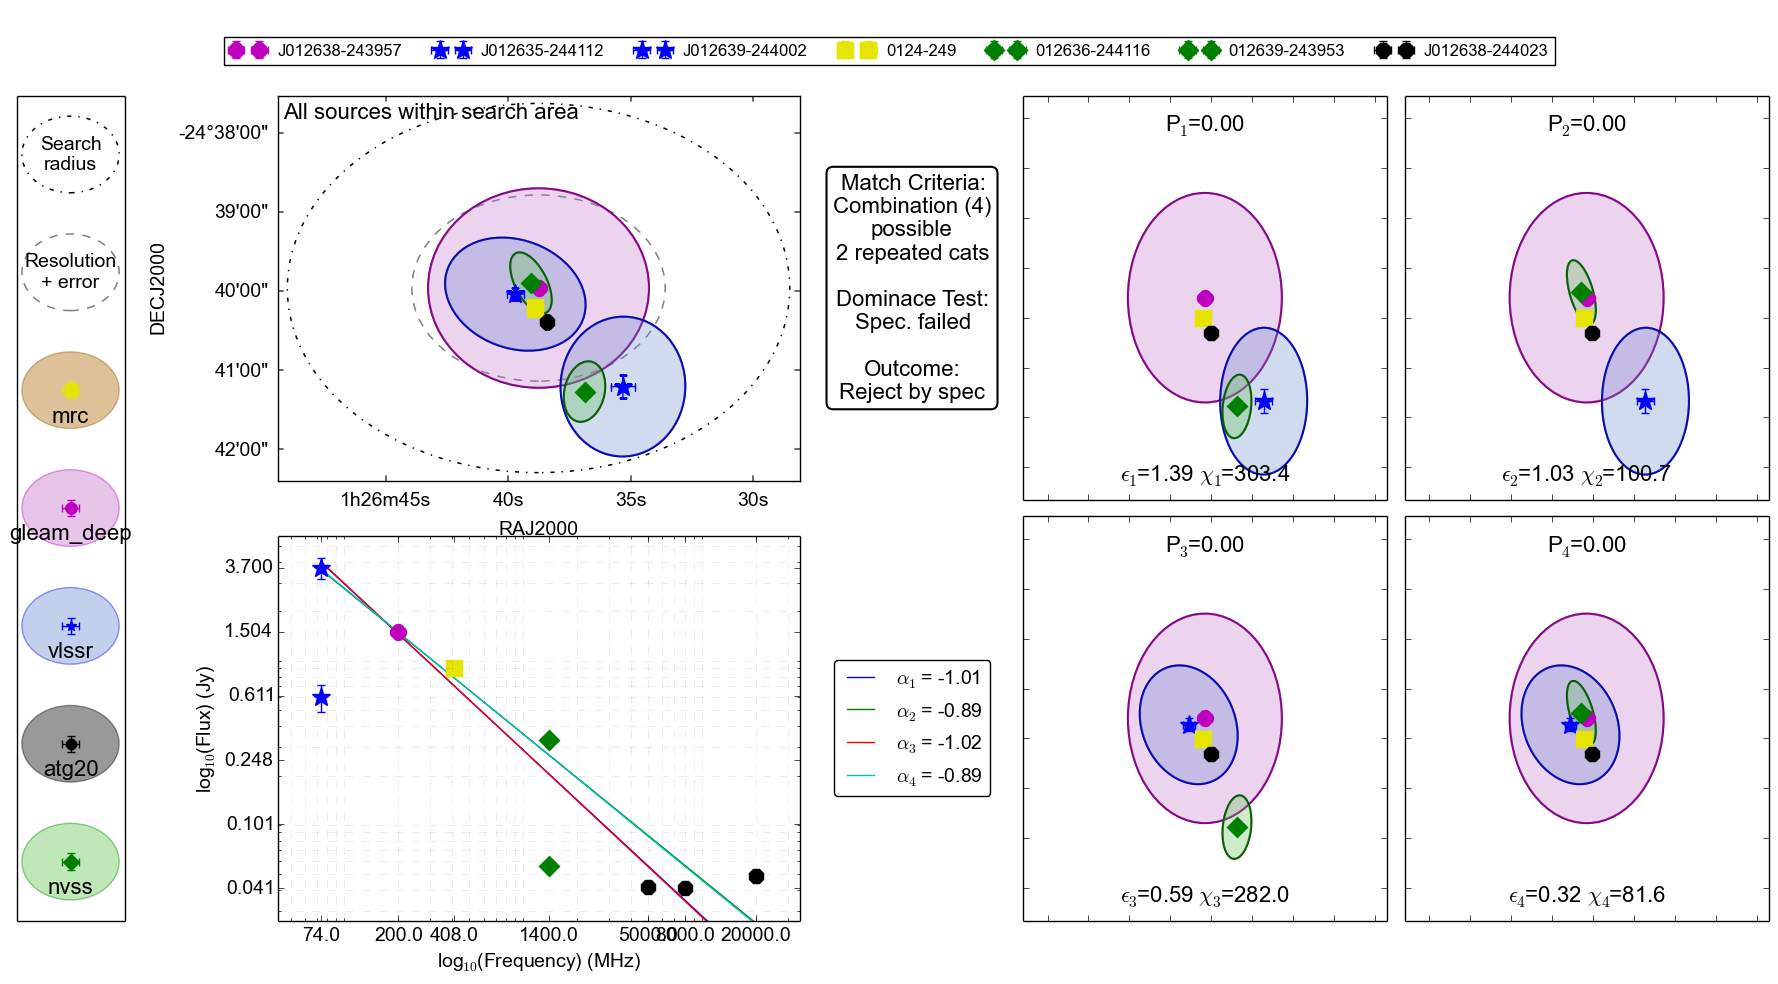 J012638-243957 J012635-244112 J012639-244002 0124-249 012636-244116 012639-243953 J012638-244023
Search
radius
Resolution
+ error
mrc
gleam_deep
vlssr
atg20
nvss
All sources within search area
DECJ2000
-24°38'00"
39'00"
40'00"
41'00"
42'00"
1h26m45s 40s 35s 30s
RAJ2000
Match Criteria:
Combination (4)
possible
2 repeated cats
Dominace Test:
Spec. failed
Outcome:
Reject by spec
P₁=0.00
ϵ₁=1.39 χ₁=303.4
P₂=0.00
ϵ₂=1.03 χ₂=100.7
log₁₀(Flux) (Jy)
3.700
1.504
0.611
0.248
0.101
0.041
74.0 200.0 408.0 1400.0 5000.0 8000.0 20000.0
log₁₀(Frequency) (MHz)
α₁ = -1.01
α₂ = -0.89
α₃ = -1.02
α₄ = -0.89
P₃=0.00
ϵ₃=0.59 χ₃=282.0
P₄=0.00
ϵ₄=0.32 χ₄=81.6